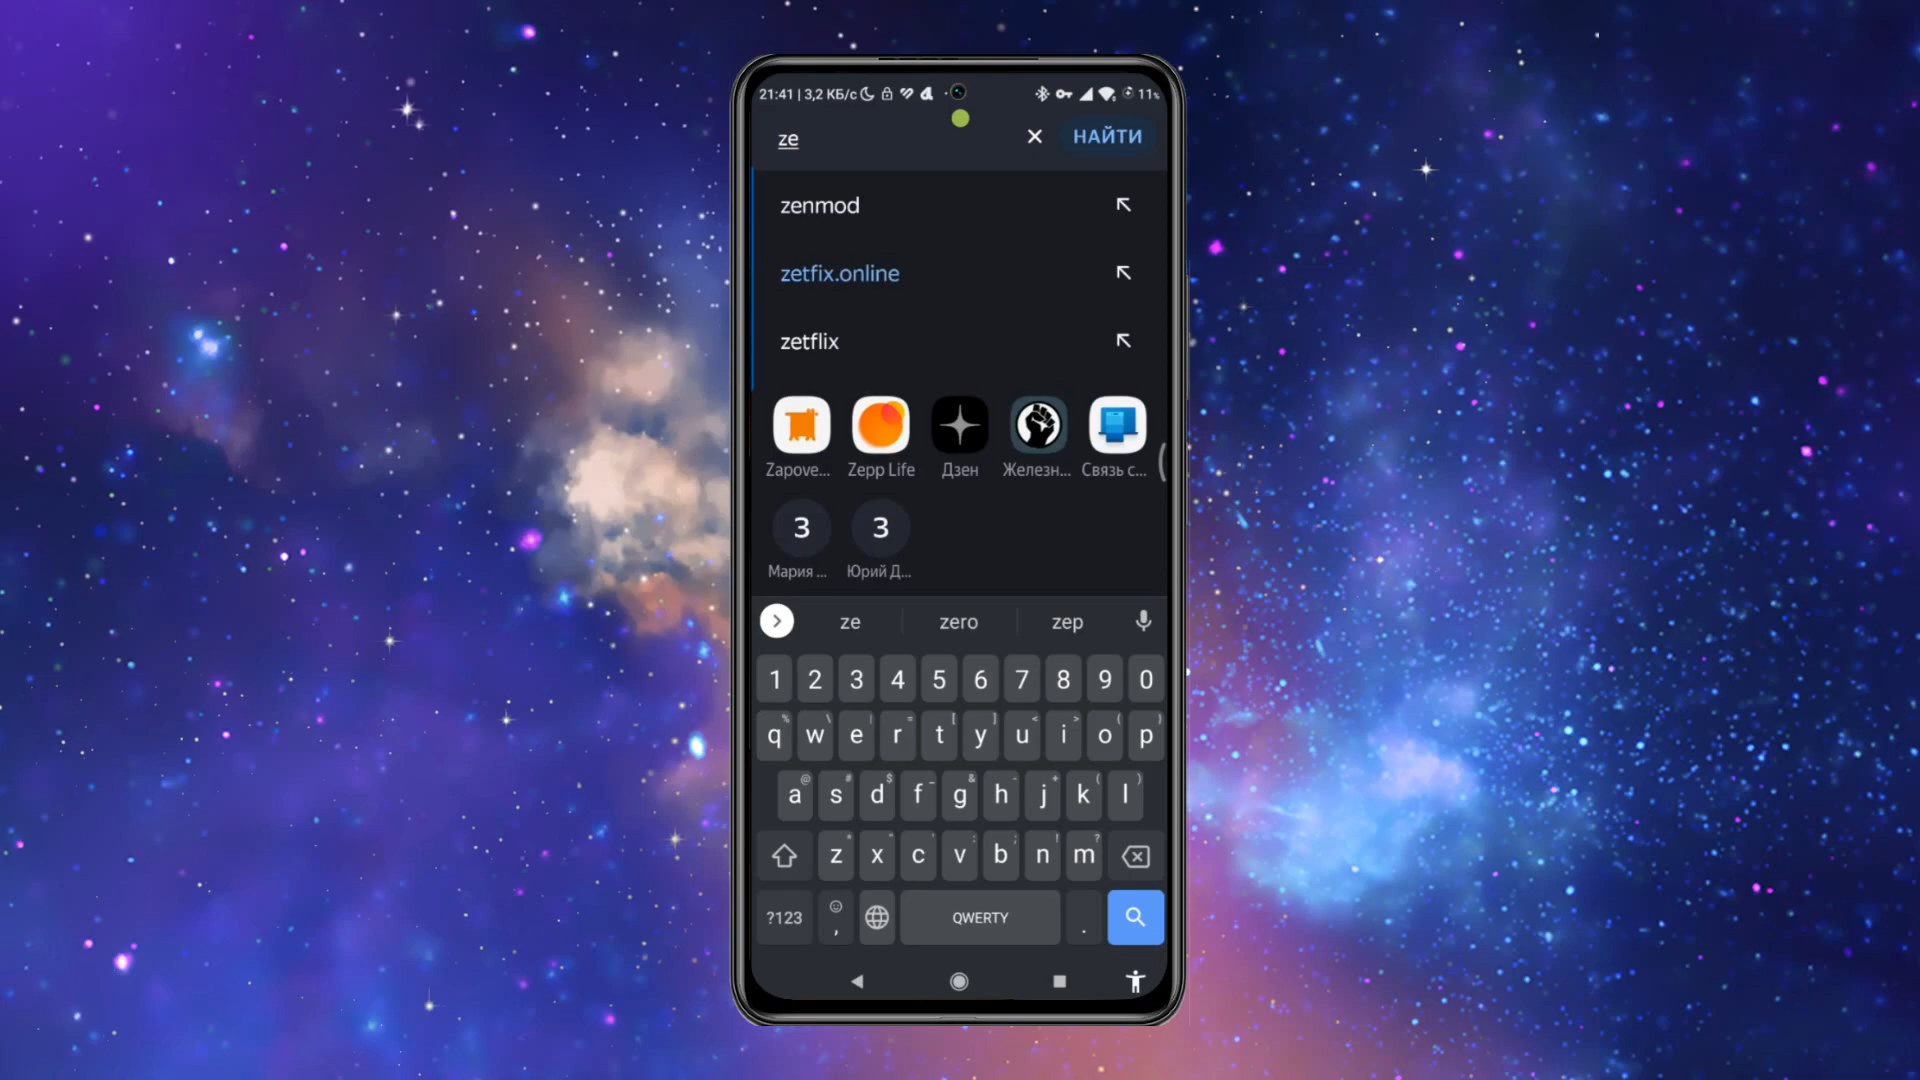 21:41 | 3,2 КБ/с 11%
ze ✕ НАЙТИ
zenmod
zetfix.online
zetflix
Zapove... Zepp Life Дзен Железн... Связь с...
З З
Мария ... Юрий Д...
ze zero zep
1 2 3 4 5 6 7 8 9 0
% \ | = [ ] < > { }
q w e r t y u i o p
@ # $ _ & - + ( )
a s d f g h j k l
* " ' : ; ! ?
z x c v b n m
?123 , QWERTY .